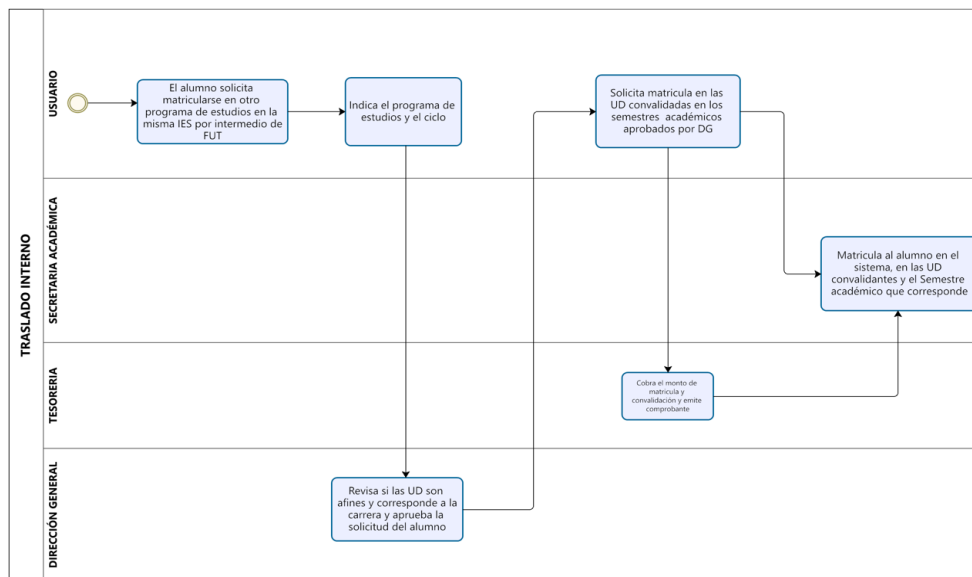 TRASLADO INTERNO
USUARIO
El alumno solicita
matricularse en otro
programa de estudios en la
misma IES por intermedio de
FUT
Indica el programa de
estudios y el ciclo
Solicita matricula en las
UD convalidadas en los
semestres académicos
aprobados por DG
SECRETARIA ACADÉMICA
Matricula al alumno en el
sistema, en las UD
convalidantes y el Semestre
académico que corresponde
TESORERIA
Cobra el monto de
matricula y
convalidación y emite
comprobante
DIRECCIÓN GENERAL
Revisa si las UD son
afines y corresponde a la
carrera y aprueba la
solicitud del alumno